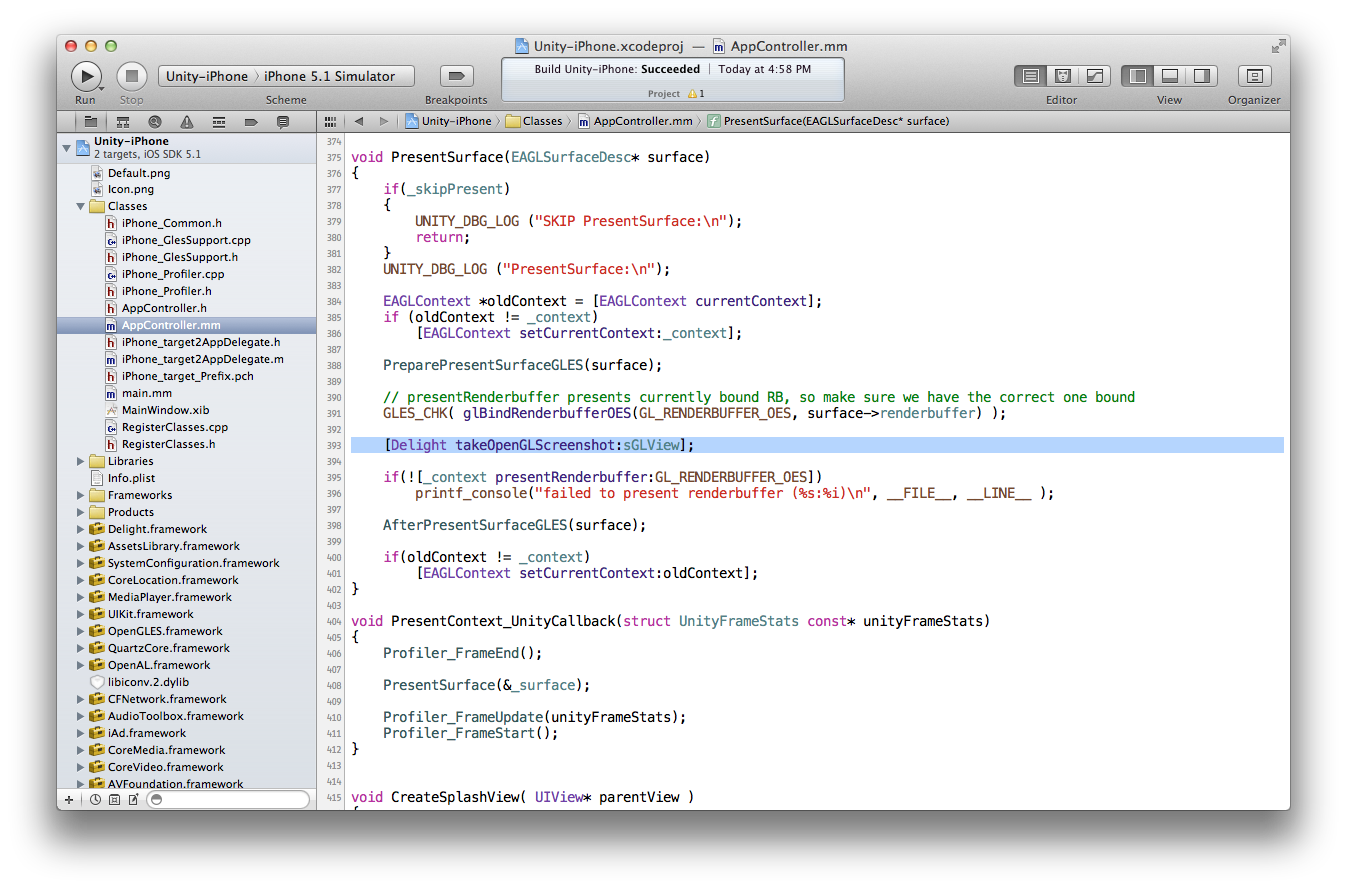 Unity-iPhone.xcodeproj — AppController.mm
Unity-iPhone 〉 iPhone 5.1 Simulator
Build Unity-iPhone: Succeeded | Today at 4:58 PM
Project 1
Run Stop Scheme Breakpoints Editor View Organizer
Unity-iPhone 〉 Classes 〉 AppController.mm 〉 PresentSurface(EAGLSurfaceDesc* surface)
Unity-iPhone
2 targets, iOS SDK 5.1
Default.png
Icon.png
Classes
iPhone_Common.h
iPhone_GlesSupport.cpp
iPhone_GlesSupport.h
iPhone_Profiler.cpp
iPhone_Profiler.h
AppController.h
AppController.mm
iPhone_target2AppDelegate.h
iPhone_target2AppDelegate.m
iPhone_target_Prefix.pch
main.mm
MainWindow.xib
RegisterClasses.cpp
RegisterClasses.h
Libraries
Info.plist
Frameworks
Products
Delight.framework
AssetsLibrary.framework
SystemConfiguration.framework
CoreLocation.framework
MediaPlayer.framework
UIKit.framework
OpenGLES.framework
QuartzCore.framework
OpenAL.framework
libiconv.2.dylib
CFNetwork.framework
AudioToolbox.framework
iAd.framework
CoreMedia.framework
CoreVideo.framework
AVFoundation.framework
374
375 void PresentSurface(EAGLSurfaceDesc* surface)
376 {
377     if(_skipPresent)
378     {
379         UNITY_DBG_LOG ("SKIP PresentSurface:\n");
380         return;
381     }
382     UNITY_DBG_LOG ("PresentSurface:\n");
383
384     EAGLContext *oldContext = [EAGLContext currentContext];
385     if (oldContext != _context)
386         [EAGLContext setCurrentContext:_context];
387
388     PreparePresentSurfaceGLES(surface);
389
390     // presentRenderbuffer presents currently bound RB, so make sure we have the correct one bound
391     GLES_CHK( glBindRenderbufferOES(GL_RENDERBUFFER_OES, surface->renderbuffer) );
392
393     [Delight takeOpenGLScreenshot:sGLView];
394
395     if(![_context presentRenderbuffer:GL_RENDERBUFFER_OES])
396         printf_console("failed to present renderbuffer (%s:%i)\n", __FILE__, __LINE__ );
397
398     AfterPresentSurfaceGLES(surface);
399
400     if(oldContext != _context)
401         [EAGLContext setCurrentContext:oldContext];
402 }
403
404 void PresentContext_UnityCallback(struct UnityFrameStats const* unityFrameStats)
405 {
406     Profiler_FrameEnd();
407
408     PresentSurface(&_surface);
409
410     Profiler_FrameUpdate(unityFrameStats);
411     Profiler_FrameStart();
412 }
413
414
415 void CreateSplashView( UIView* parentView )